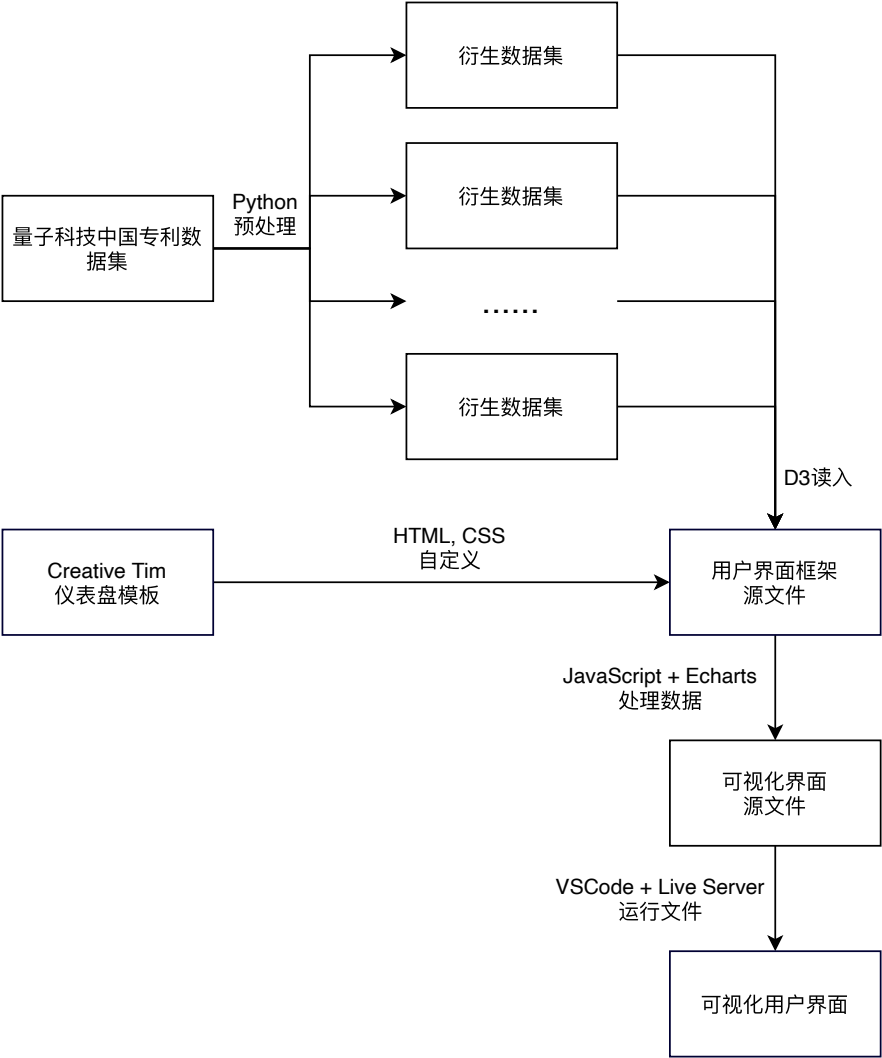 衍生数据集
Python
预处理
衍生数据集
量子科技中国专利数
据集
......
衍生数据集
D3读入
HTML, CSS
自定义
Creative Tim
仪表盘模板
用户界面框架
源文件
JavaScript + Echarts
处理数据
可视化界面
源文件
VSCode + Live Server
运行文件
可视化用户界面